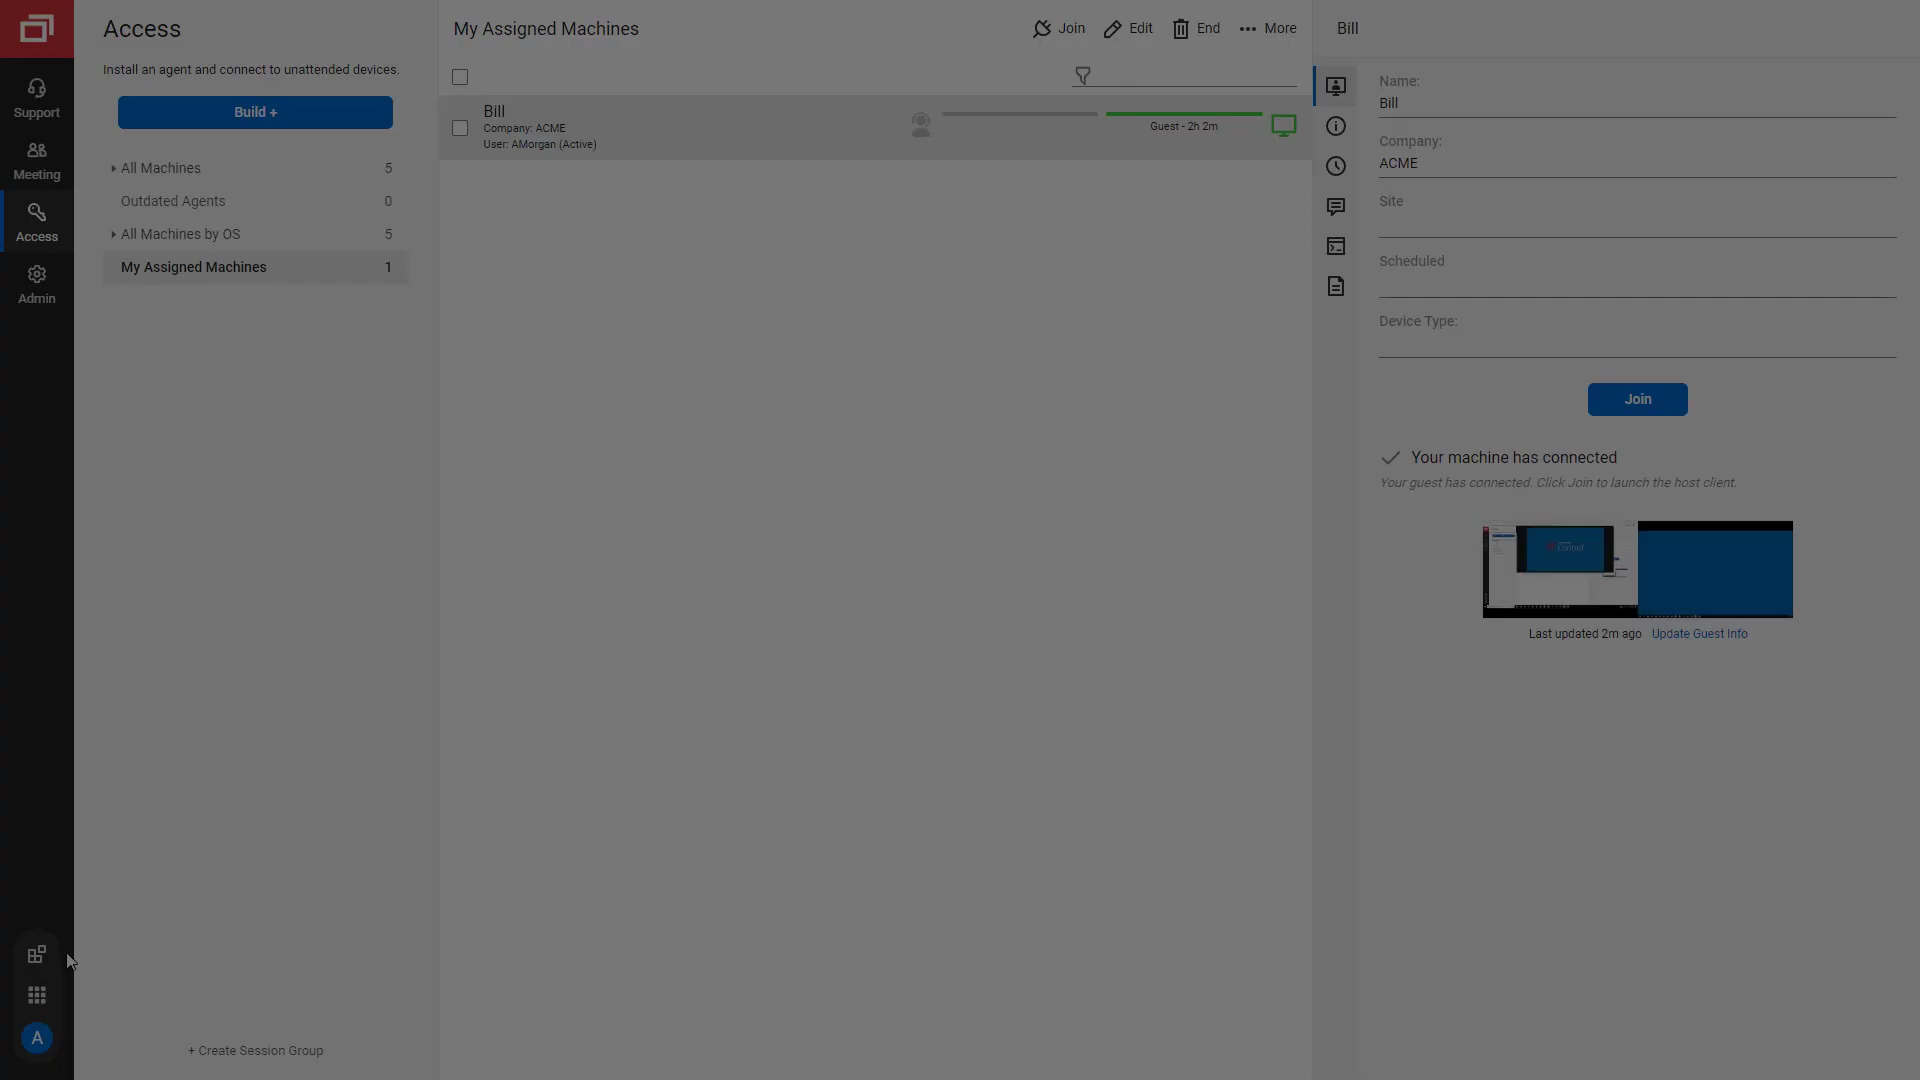 Support
Meeting
Access
Admin
A
Access
Install an agent and connect to unattended devices.
Build +
All Machines 5
Outdated Agents 0
All Machines by OS 5
My Assigned Machines 1
+ Create Session Group
My Assigned Machines
Join
Edit
End
More
Bill
Company: ACME
User: AMorgan (Active)
Guest - 2h 2m
Bill
Name:
Bill
Company:
ACME
Site
Scheduled
Device Type:
Join
Your machine has connected
Your guest has connected. Click Join to launch the host client.
Control
Last updated 2m ago Update Guest Info